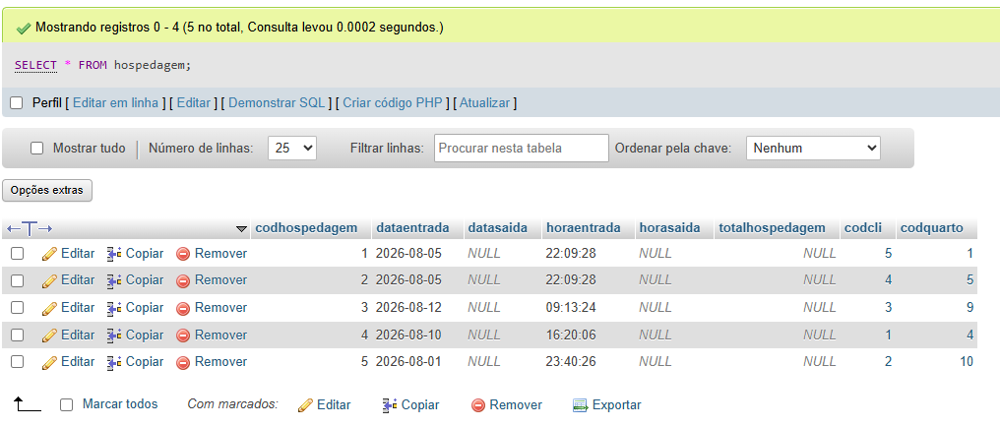 Mostrando registros 0 - 4 (5 no total, Consulta levou 0.0002 segundos.)
SELECT * FROM hospedagem;
Perfil [ Editar em linha ] [ Editar ] [ Demonstrar SQL ] [ Criar código PHP ] [ Atualizar ]
Mostrar tudo | Número de linhas: 25 Filtrar linhas: Procurar nesta tabela Ordenar pela chave: Nenhum
Opções extras
←T→ codhospedagem dataentrada datasaida horaentrada horasaida totalhospedagem codcli codquarto
Editar Copiar Remover 1 2026-08-05 NULL 22:09:28 NULL NULL 5 1
Editar Copiar Remover 2 2026-08-05 NULL 22:09:28 NULL NULL 4 5
Editar Copiar Remover 3 2026-08-12 NULL 09:13:24 NULL NULL 3 9
Editar Copiar Remover 4 2026-08-10 NULL 16:20:06 NULL NULL 1 4
Editar Copiar Remover 5 2026-08-01 NULL 23:40:26 NULL NULL 2 10
Marcar todos Com marcados: Editar Copiar Remover Exportar